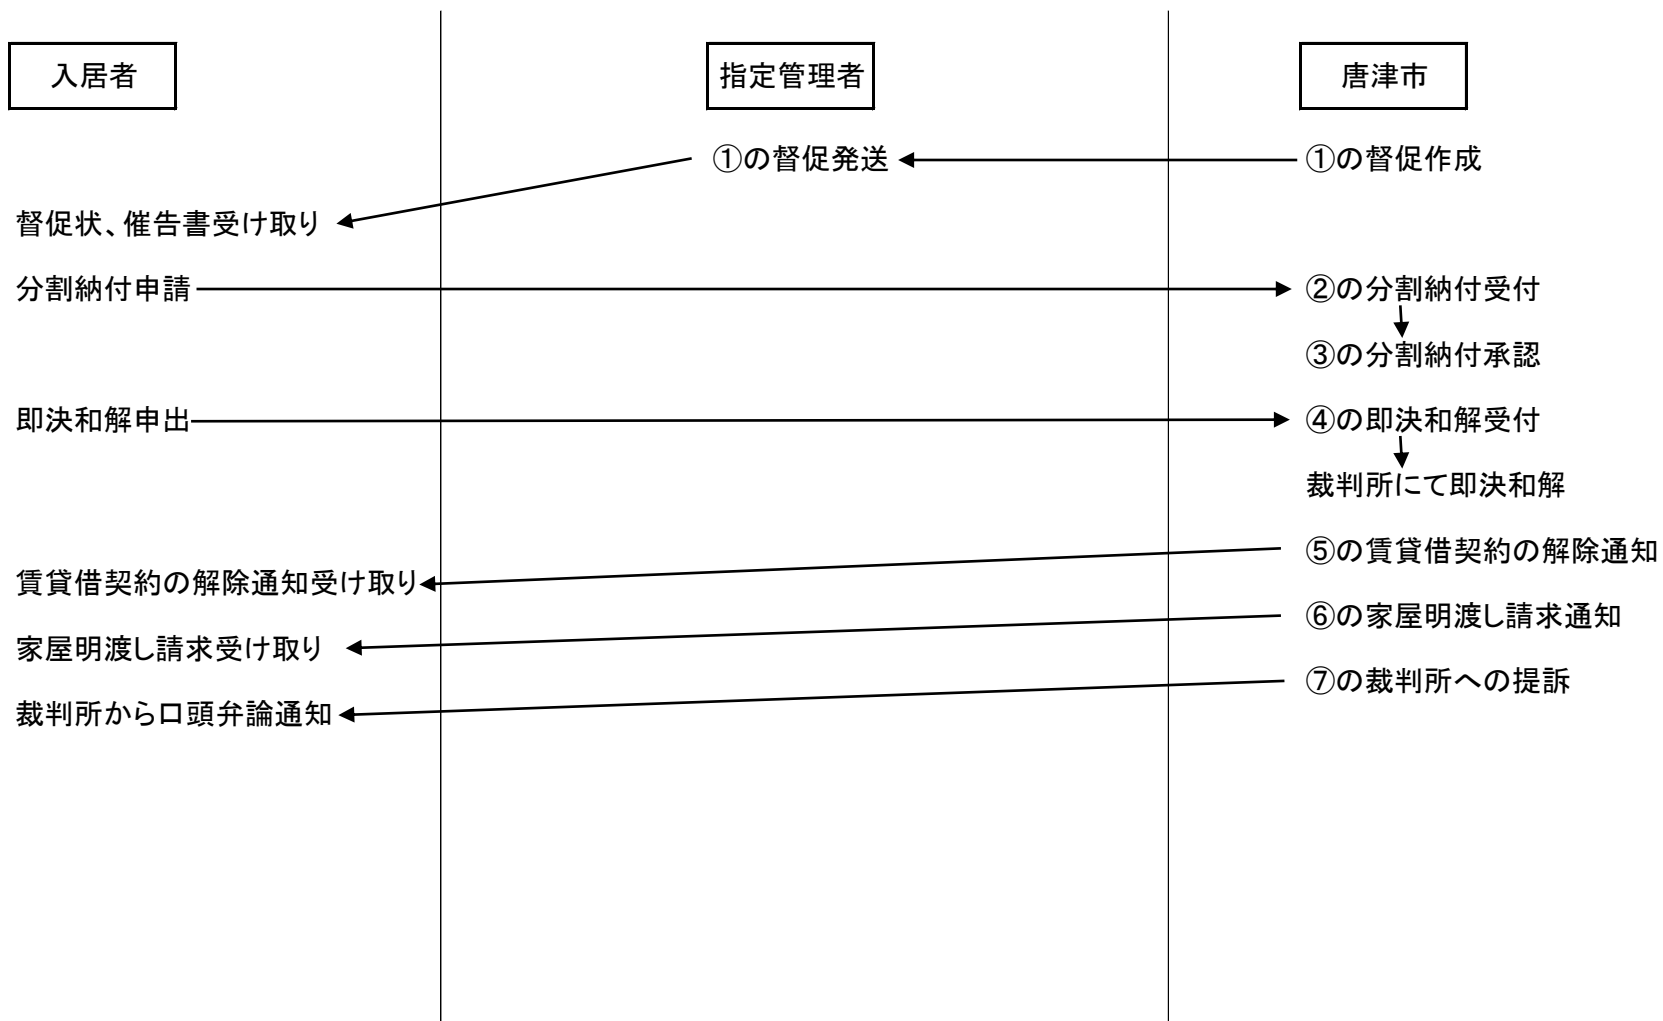 入居者
指定管理者
唐津市
①の督促発送
①の督促作成
督促状、催告書受け取り
分割納付申請
②の分割納付受付
③の分割納付承認
即決和解申出
④の即決和解受付
裁判所にて即決和解
⑤の賃貸借契約の解除通知
賃貸借契約の解除通知受け取り
⑥の家屋明渡し請求通知
家屋明渡し請求受け取り
⑦の裁判所への提訴
裁判所から口頭弁論通知